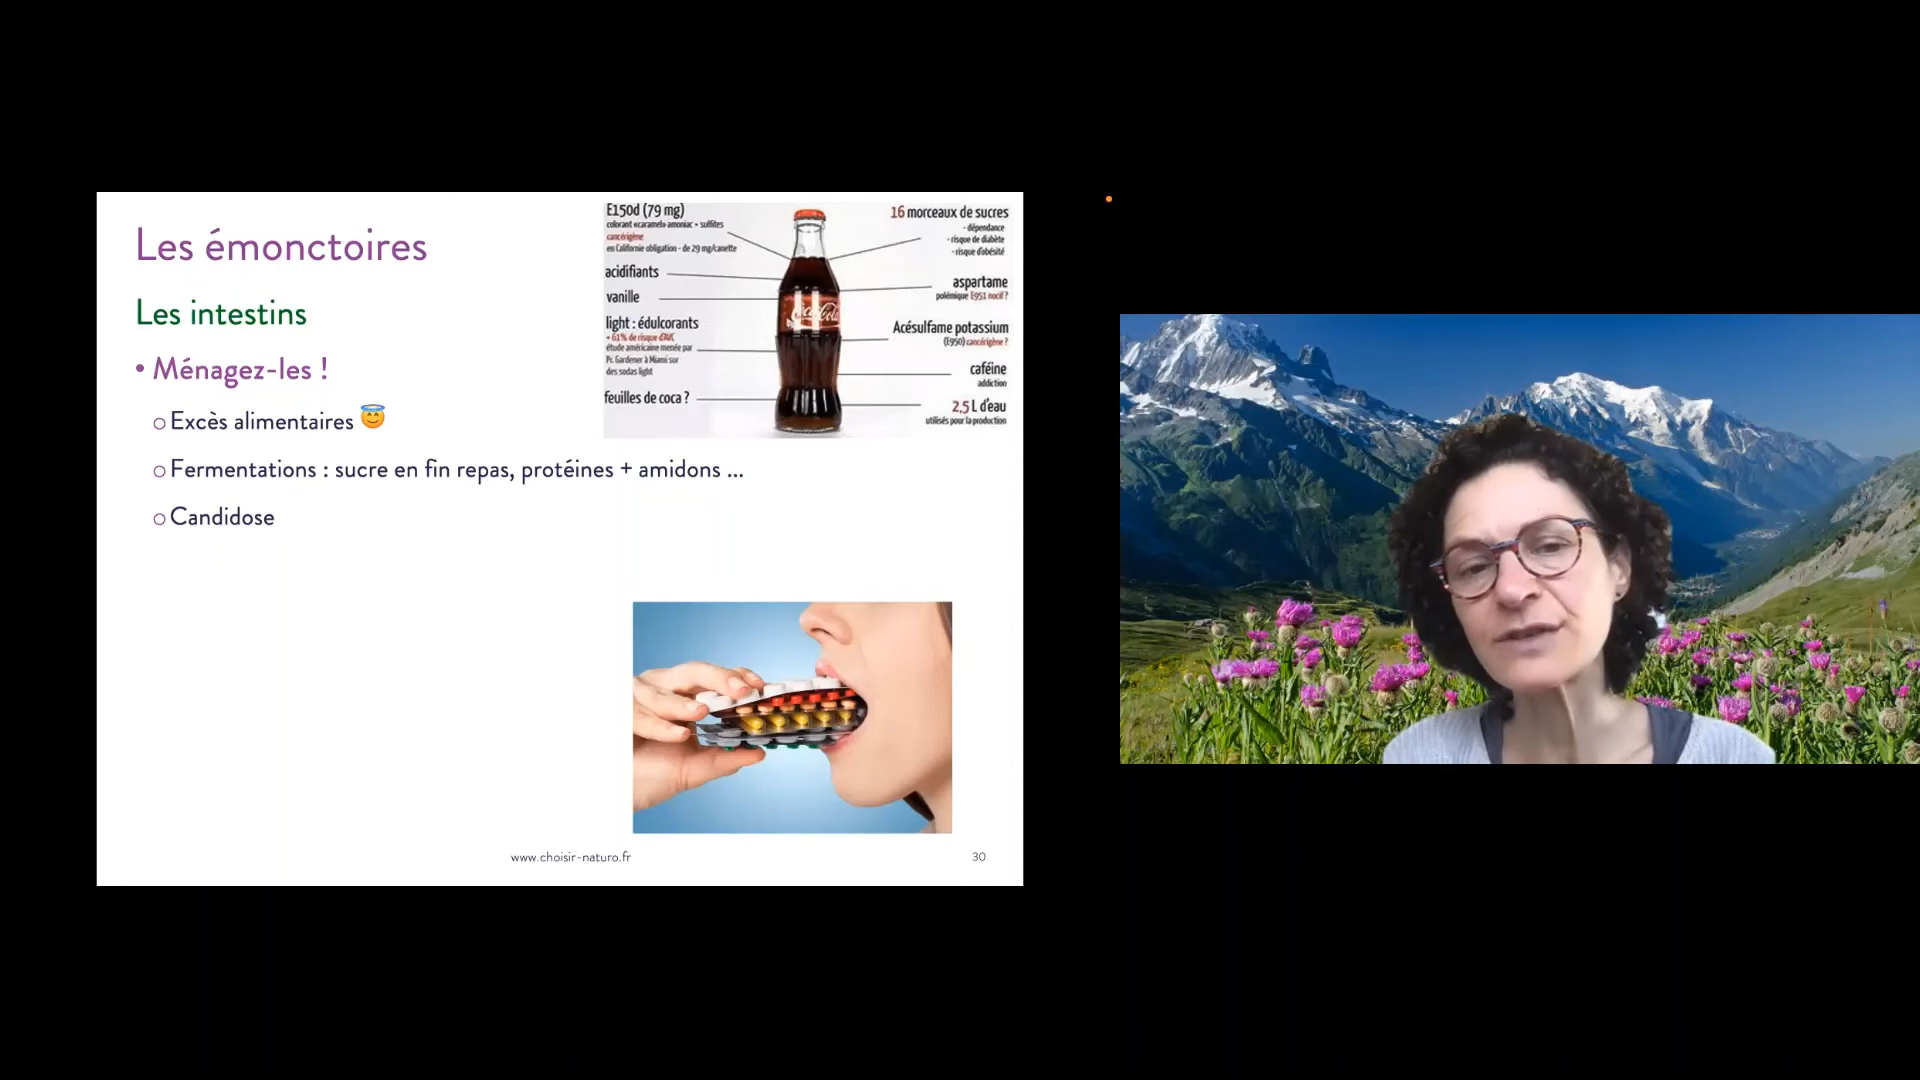 Les émonctoires
Les intestins
• Ménagez-les !
o Excès alimentaires 😇
o Fermentations : sucre en fin repas, protéines + amidons ...
o Candidose
E150d (79 mg)
colorant «caramel» amoniac + sulfites
cancérigène
en Californie obligation - de 29 mg/canette
acidifiants
vanille
light : édulcorants
+ 61% de risque d'AVC
étude américaine menée par
Pr. Gardener à Miami sur
des sodas light
feuilles de coca ?
Coca-Cola
16 morceaux de sucres
- dépendance
- risque de diabète
- risque d'obésité
aspartame
polémique E951 nocif ?
Acésulfame potassium
(E950) cancérigène ?
caféine
addiction
2,5 L d'eau
utilisés pour la production
www.choisir-naturo.fr
30